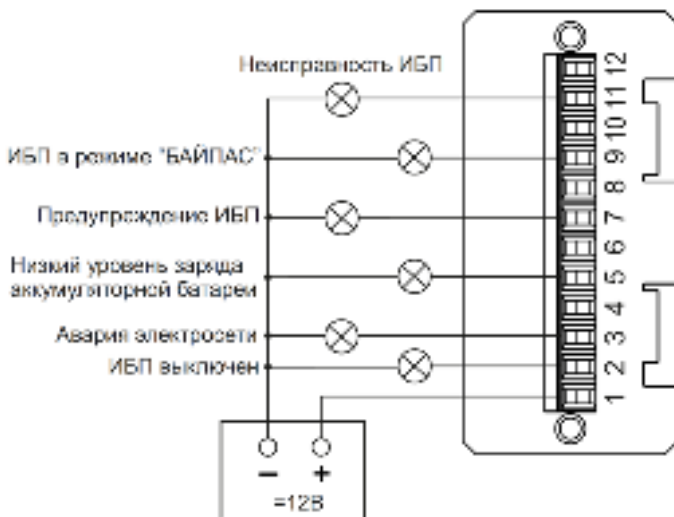 Неисправность ИБП
ИБП в режиме "БАЙПАС"
Предупреждение ИБП
Низкий уровень заряда
аккумуляторной батареи
Авария электросети
ИБП выключен
12
11
10
9
8
7
6
5
4
3
2
1
− +
=12В